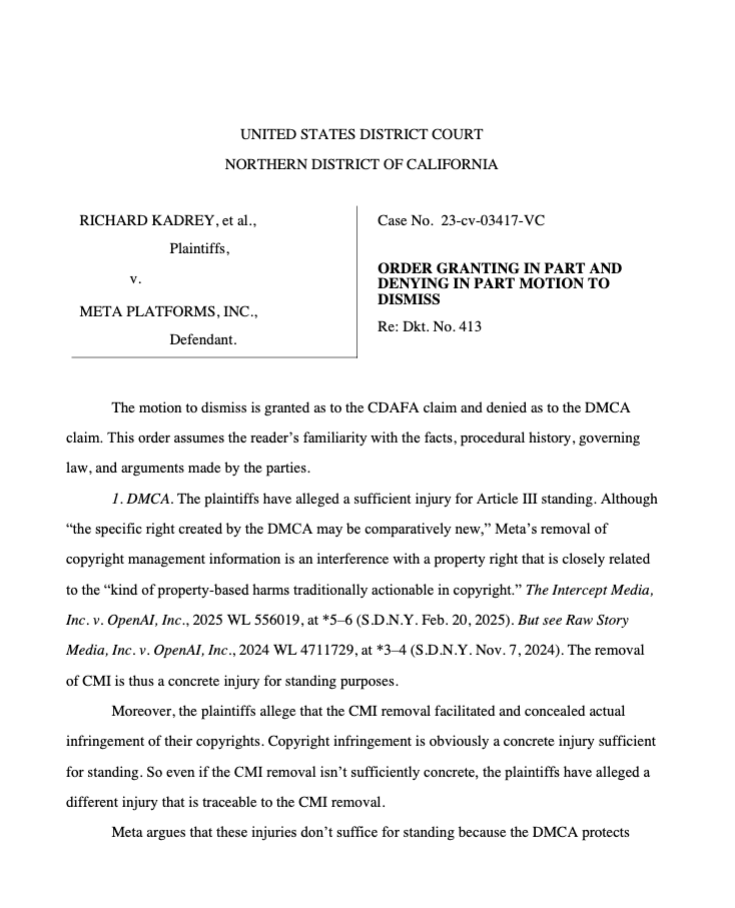 UNITED STATES DISTRICT COURT
NORTHERN DISTRICT OF CALIFORNIA
RICHARD KADREY, et al.,
Plaintiffs,
v.
META PLATFORMS, INC.,
Defendant.
Case No. 23-cv-03417-VC
ORDER GRANTING IN PART AND
DENYING IN PART MOTION TO
DISMISS
Re: Dkt. No. 413
The motion to dismiss is granted as to the CDAFA claim and denied as to the DMCA
claim. This order assumes the reader’s familiarity with the facts, procedural history, governing
law, and arguments made by the parties.
1. DMCA. The plaintiffs have alleged a sufficient injury for Article III standing. Although
“the specific right created by the DMCA may be comparatively new,” Meta’s removal of
copyright management information is an interference with a property right that is closely related
to the “kind of property-based harms traditionally actionable in copyright.” The Intercept Media,
Inc. v. OpenAI, Inc., 2025 WL 556019, at *5–6 (S.D.N.Y. Feb. 20, 2025). But see Raw Story
Media, Inc. v. OpenAI, Inc., 2024 WL 4711729, at *3–4 (S.D.N.Y. Nov. 7, 2024). The removal
of CMI is thus a concrete injury for standing purposes.
Moreover, the plaintiffs allege that the CMI removal facilitated and concealed actual
infringement of their copyrights. Copyright infringement is obviously a concrete injury sufficient
for standing. So even if the CMI removal isn’t sufficiently concrete, the plaintiffs have alleged a
different injury that is traceable to the CMI removal.
Meta argues that these injuries don’t suffice for standing because the DMCA protects